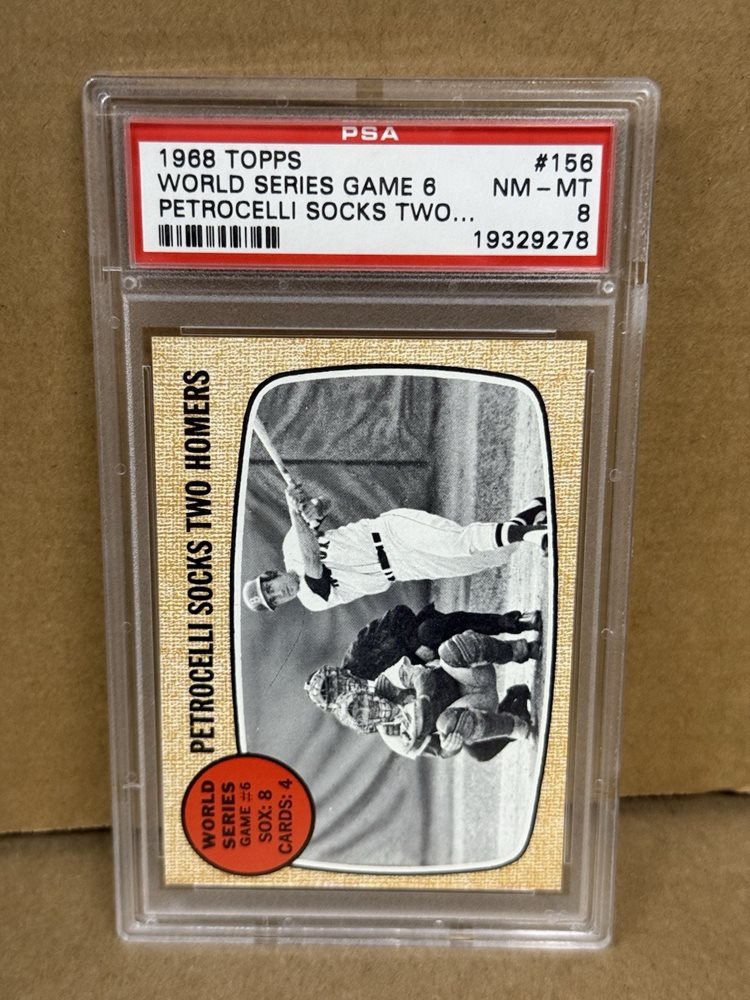 PSA
1968 TOPPS #156
WORLD SERIES GAME 6 NM - MT
PETROCELLI SOCKS TWO... 8
19329278
PETROCELLI SOCKS TWO HOMERS
WORLD
SERIES
GAME #6
SOX: 8
CARDS: 4